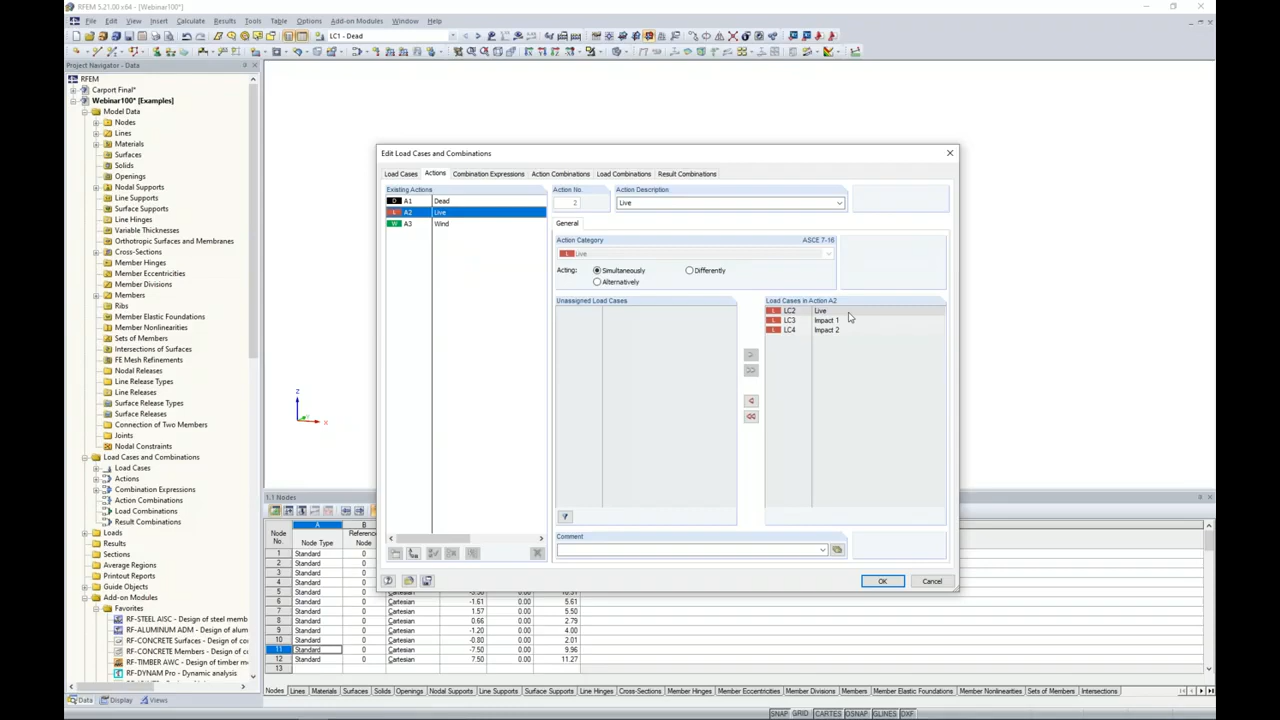 RFEM 5.21.00 x64 - [Webinar100*]
File Edit View Insert Calculate Results Tools Table Options Add-on Modules Window Help
LC1 - Dead
Project Navigator - Data
RFEM
Carport Final*
Webinar100* [Examples]
Model Data
Nodes
Lines
Materials
Surfaces
Solids
Openings
Nodal Supports
Line Supports
Surface Supports
Line Hinges
Variable Thicknesses
Orthotropic Surfaces and Membranes
Cross-Sections
Member Hinges
Member Eccentricities
Member Divisions
Members
Ribs
Member Elastic Foundations
Member Nonlinearities
Sets of Members
Intersections of Surfaces
FE Mesh Refinements
Nodal Releases
Line Release Types
Line Releases
Surface Release Types
Surface Releases
Connection of Two Members
Joints
Nodal Constraints
Load Cases and Combinations
Load Cases
Actions
Combination Expressions
Action Combinations
Load Combinations
Result Combinations
Loads
Results
Sections
Average Regions
Printout Reports
Guide Objects
Add-on Modules
Favorites
RF-STEEL AISC - Design of steel memb
RF-ALUMINUM ADM - Design of alum
RF-CONCRETE Surfaces - Design of co
RF-CONCRETE Members - Design of co
RF-TIMBER AWC - Design of timber m
RF-DYNAM Pro - Dynamic analysis
Data Display Views
Z
X
Edit Load Cases and Combinations
Load Cases Actions Combination Expressions Action Combinations Load Combinations Result Combinations
Existing Actions
D A1 Dead
L A2 Live
W A3 Wind
Action No.
2
Action Description
Live
General
Action Category ASCE 7-16
L Live
Acting: Simultaneously Differently
Alternatively
Unassigned Load Cases
Load Cases in Action A2
L LC2 Live
L LC3 Impact 1
L LC4 Impact 2
Comment
OK Cancel
1.1 Nodes
A B
Node No. Node Type Reference Node
1 Standard 0
2 Standard 0
3 Standard 0
4 Standard 0
5 Standard 0 Cartesian
6 Standard 0 Cartesian -1.61 0.00 5.61
7 Standard 0 Cartesian 1.57 0.00 5.50
8 Standard 0 Cartesian 0.66 0.00 2.79
9 Standard 0 Cartesian -1.20 0.00 4.00
10 Standard 0 Cartesian -0.80 0.00 2.01
11 Standard 0 Cartesian -7.50 0.00 9.96
12 Standard 0 Cartesian 7.50 0.00 11.27
13
Nodes Lines Materials Surfaces Solids Openings Nodal Supports Line Supports Surface Supports Line Hinges Cross-Sections Member Hinges Member Eccentricities Member Divisions Members Member Elastic Foundations Member Nonlinearities Sets of Members Intersections
SNAP GRID CARTES OSNAP GLINES DXF